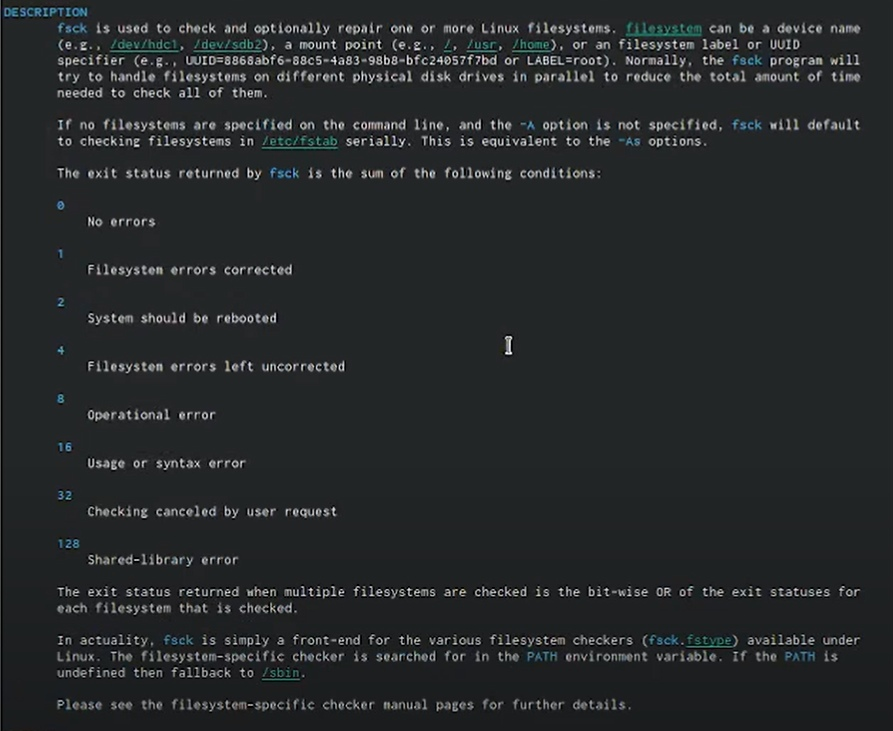 DESCRIPTION
fsck is used to check and optionally repair one or more Linux filesystems. filesystem can be a device name
(e.g., /dev/hdc1, /dev/sdb2), a mount point (e.g., /, /usr, /home), or an filesystem label or UUID
specifier (e.g., UUID=8868abf6-88c5-4a83-98b8-bfc24057f7bd or LABEL=root). Normally, the fsck program will
try to handle filesystems on different physical disk drives in parallel to reduce the total amount of time
needed to check all of them.
If no filesystems are specified on the command line, and the -A option is not specified, fsck will default
to checking filesystems in /etc/fstab serially. This is equivalent to the -As options.
The exit status returned by fsck is the sum of the following conditions:
0
No errors
1
Filesystem errors corrected
2
System should be rebooted
4
Filesystem errors left uncorrected
8
Operational error
16
Usage or syntax error
32
Checking canceled by user request
128
Shared-library error
The exit status returned when multiple filesystems are checked is the bit-wise OR of the exit statuses for
each filesystem that is checked.
In actuality, fsck is simply a front-end for the various filesystem checkers (fsck.fstype) available under
Linux. The filesystem-specific checker is searched for in the PATH environment variable. If the PATH is
undefined then fallback to /sbin.
Please see the filesystem-specific checker manual pages for further details.